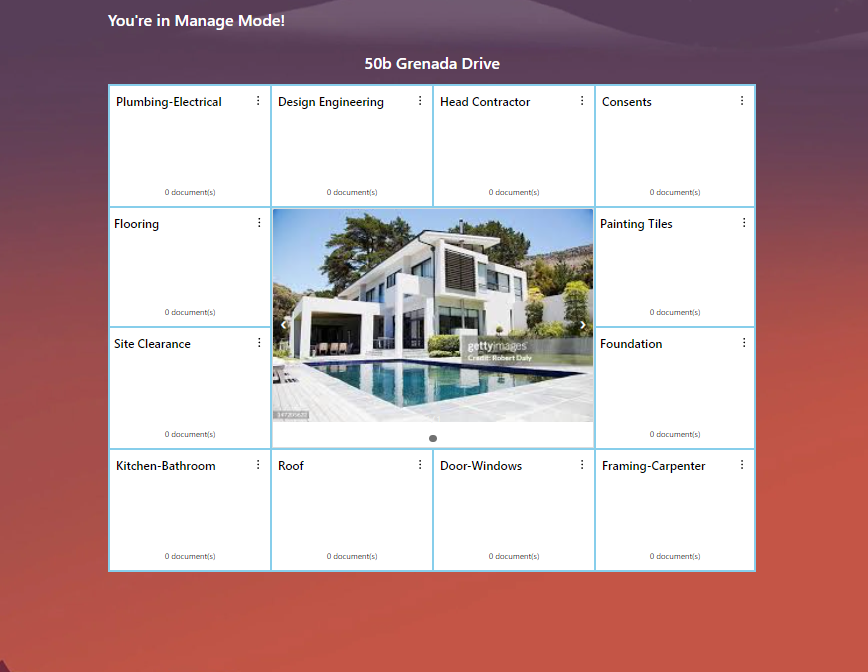 You're in Manage Mode!
50b Grenada Drive
Plumbing-Electrical
Design Engineering
Head Contractor
Consents
0 document(s)
0 document(s)
0 document(s)
0 document(s)
Flooring
Painting Tiles
0 document(s)
0 document(s)
gettyimages
Credit: Robert Daly
Site Clearance
Foundation
0 document(s)
0 document(s)
Kitchen-Bathroom
Roof
Door-Windows
Framing-Carpenter
0 document(s)
0 document(s)
0 document(s)
0 document(s)